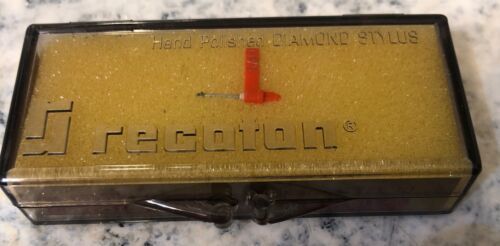 Hand Polished DIAMOND STYLUS
recoton®